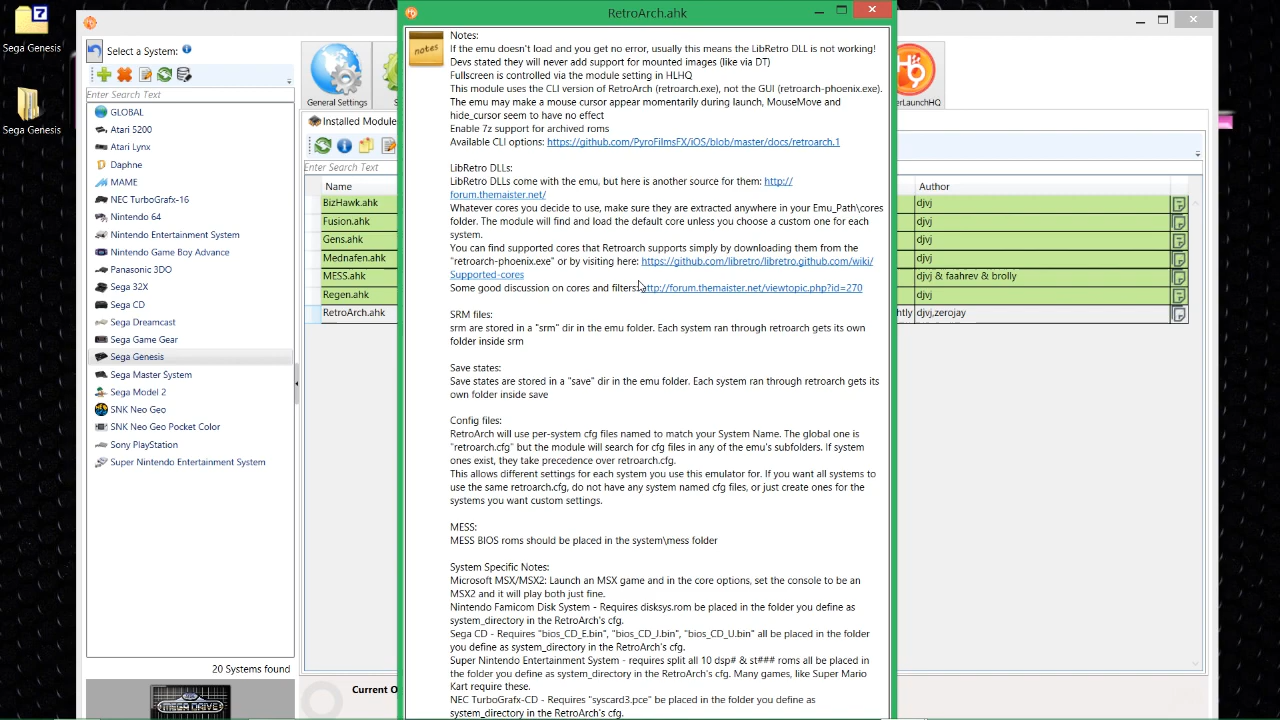 Sega Genesis
Sega Genesis
Select a System:
Enter Search Text
GLOBAL
Atari 5200
Atari Lynx
Daphne
MAME
NEC TurboGrafx-16
Nintendo 64
Nintendo Entertainment System
Nintendo Game Boy Advance
Panasonic 3DO
Sega 32X
Sega CD
Sega Dreamcast
Sega Game Gear
Sega Genesis
Sega Master System
Sega Model 2
SNK Neo Geo
SNK Neo Geo Pocket Color
Sony PlayStation
Super Nintendo Entertainment System
20 Systems found
MEGA DRIVE
General Settings
Installed Module
Enter Search Text
Name
BizHawk.ahk
Fusion.ahk
Gens.ahk
Mednafen.ahk
MESS.ahk
Regen.ahk
RetroArch.ahk
Current O
RetroArch.ahk
notes
Notes:
If the emu doesn't load and you get no error, usually this means the LibRetro DLL is not working!
Devs stated they will never add support for mounted images (like via DT)
Fullscreen is controlled via the module setting in HLHQ
This module uses the CLI version of RetroArch (retroarch.exe), not the GUI (retroarch-phoenix.exe).
The emu may make a mouse cursor appear momentarily during launch, MouseMove and
hide_cursor seem to have no effect
Enable 7z support for archived roms
Available CLI options: https://github.com/PyroFilmsFX/iOS/blob/master/docs/retroarch.1
LibRetro DLLs:
LibRetro DLLs come with the emu, but here is another source for them: http://
forum.themaister.net/
Whatever cores you decide to use, make sure they are extracted anywhere in your Emu_Path\cores
folder. The module will find and load the default core unless you choose a custom one for each
system.
You can find supported cores that Retroarch supports simply by downloading them from the
"retroarch-phoenix.exe" or by visiting here: https://github.com/libretro/libretro.github.com/wiki/
Supported-cores
Some good discussion on cores and filters: http://forum.themaister.net/viewtopic.php?id=270
SRM files:
srm are stored in a "srm" dir in the emu folder. Each system ran through retroarch gets its own
folder inside srm
Save states:
Save states are stored in a "save" dir in the emu folder. Each system ran through retroarch gets its
own folder inside save
Config files:
RetroArch will use per-system cfg files named to match your System Name. The global one is
"retroarch.cfg" but the module will search for cfg files in any of the emu's subfolders. If system
ones exist, they take precedence over retroarch.cfg.
This allows different settings for each system you use this emulator for. If you want all systems to
use the same retroarch.cfg, do not have any system named cfg files, or just create ones for the
systems you want custom settings.
MESS:
MESS BIOS roms should be placed in the system\mess folder
System Specific Notes:
Microsoft MSX/MSX2: Launch an MSX game and in the core options, set the console to be an
MSX2 and it will play both just fine.
Nintendo Famicom Disk System - Requires disksys.rom be placed in the folder you define as
system_directory in the RetroArch's cfg.
Sega CD - Requires "bios_CD_E.bin", "bios_CD_J.bin", "bios_CD_U.bin" all be placed in the folder
you define as system_directory in the RetroArch's cfg.
Super Nintendo Entertainment System - requires split all 10 dsp# & st### roms all be placed in
the folder you define as system_directory in the RetroArch's cfg. Many games, like Super Mario
Kart require these.
NEC TurboGrafx-CD - Requires "syscard3.pce" be placed in the folder you define as
system_directory in the RetroArch's cfg.
erLaunchHQ
Author
djvj
djvj
djvj
djvj
djvj & faahrev & brolly
djvj
htly djvj,zerojay